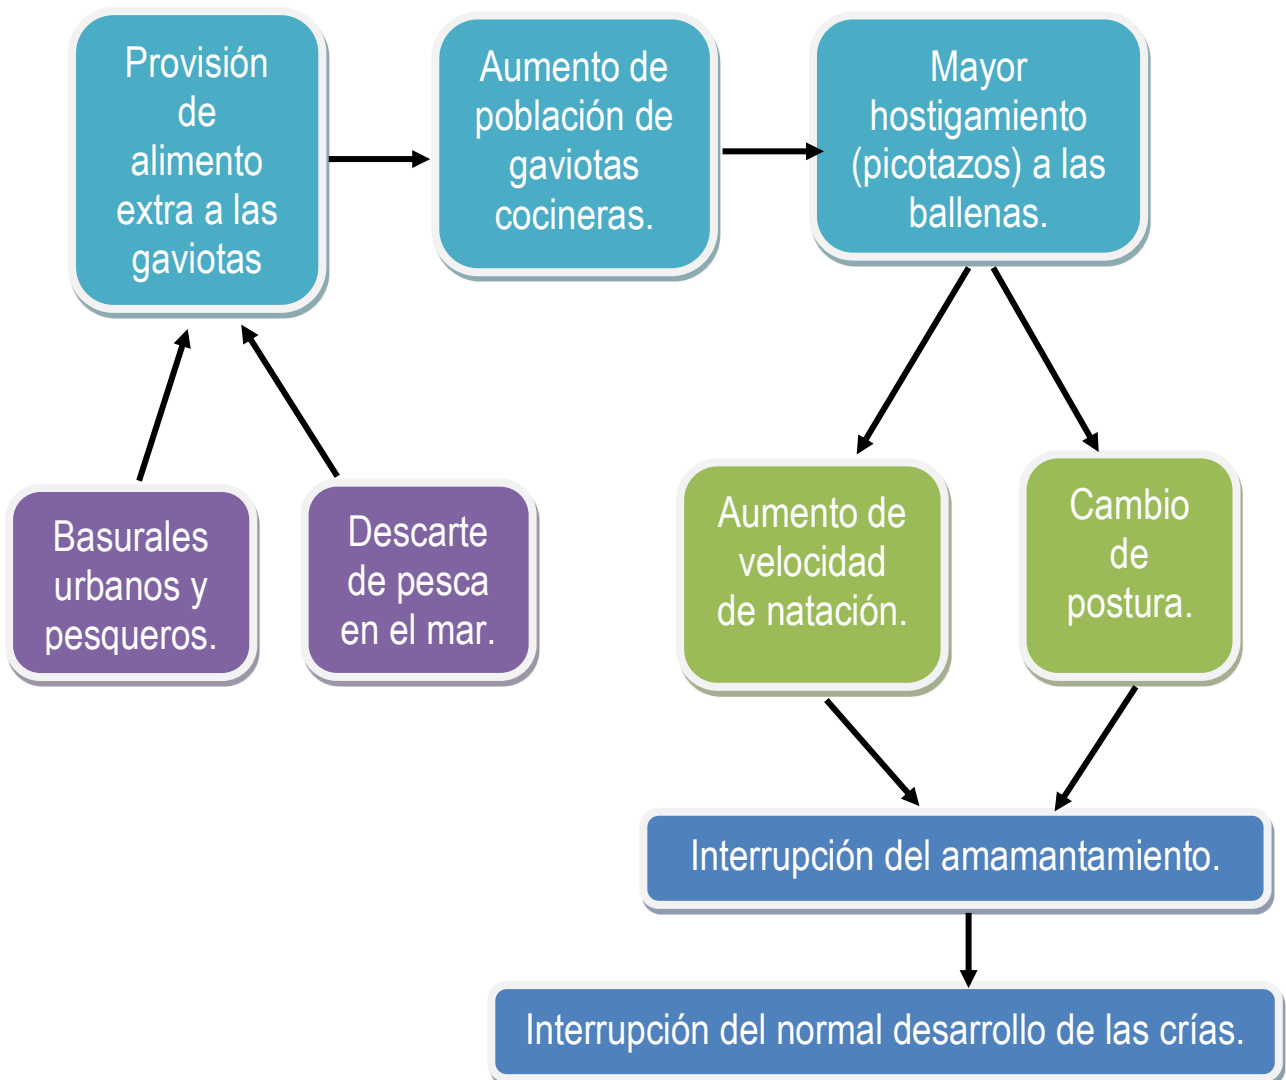 Provisión
de
alimento
extra a las
gaviotas
Aumento de
población de
gaviotas
cocineras.
Mayor
hostigamiento
(picotazos) a las
ballenas.
Basurales
urbanos y
pesqueros.
Descarte
de pesca
en el mar.
Aumento de
velocidad
de natación.
Cambio
de
postura.
Interrupción del amamantamiento.
Interrupción del normal desarrollo de las crías.